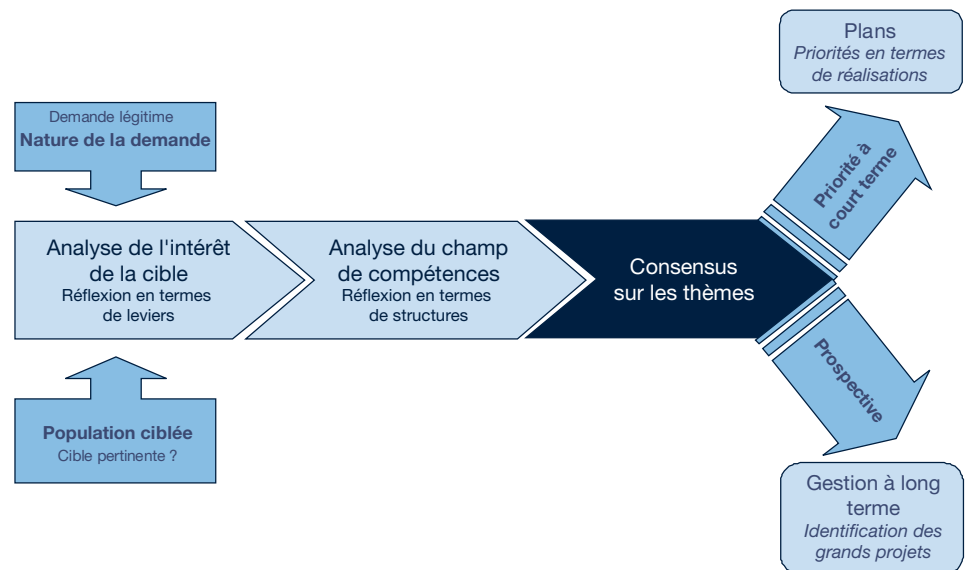 Plans
Priorités en termes
de réalisations
Demande légitime
Nature de la demande
Priorité à
court terme
Analyse de l'intérêt
de la cible
Réflexion en termes
de leviers
Analyse du champ
de compétences
Réflexion en termes
de structures
Consensus
sur les thèmes
Prospective
Population ciblée
Cible pertinente ?
Gestion à long
terme
Identification des
grands projets